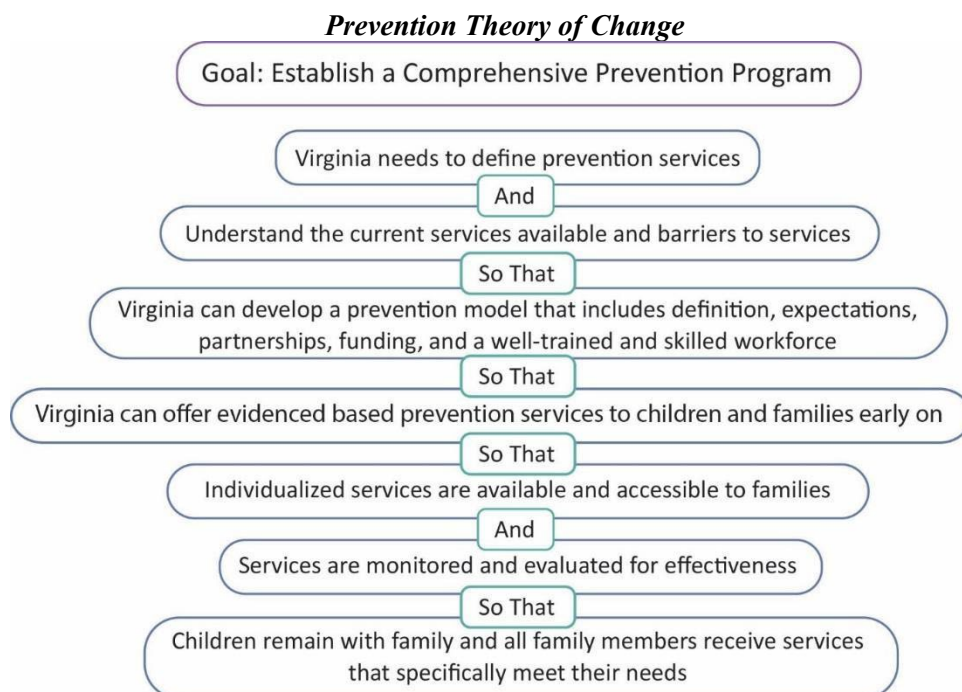 Prevention Theory of Change
Goal: Establish a Comprehensive Prevention Program
Virginia needs to define prevention services
And
Understand the current services available and barriers to services
So That
Virginia can develop a prevention model that includes definition, expectations,
partnerships, funding, and a well-trained and skilled workforce
So That
Virginia can offer evidenced based prevention services to children and families early on
So That
Individualized services are available and accessible to families
And
Services are monitored and evaluated for effectiveness
So That
Children remain with family and all family members receive services
that specifically meet their needs